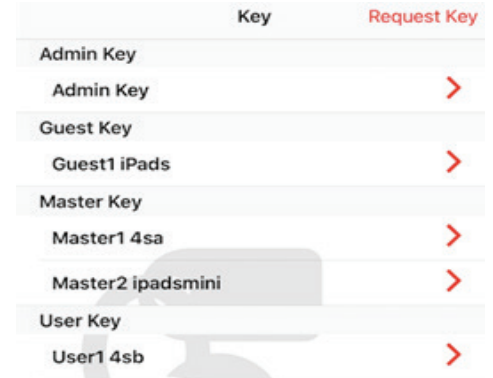 Key Request Key
Admin Key
Admin Key
Guest Key
Guest1 iPads
Master Key
Master1 4sa
Master2 ipadsmini
User Key
User1 4sb